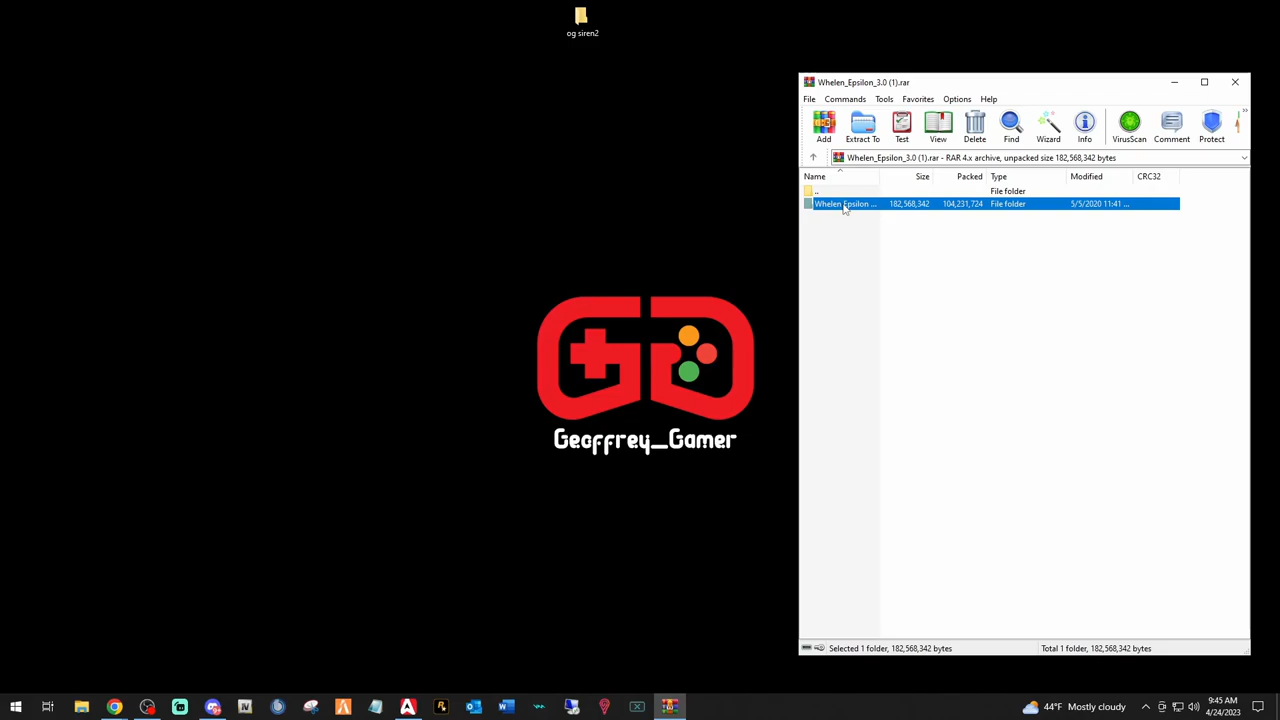 og siren2
Whelen_Epsilon_3.0 (1).rar
File Commands Tools Favorites Options Help
Add Extract To Test View Delete Find Wizard Info VirusScan Comment Protect
Whelen_Epsilon_3.0 (1).rar - RAR 4.x archive, unpacked size 182,568,342 bytes
Name Size Packed Type Modified CRC32
.. File folder
Whelen Epsilon ... 182,568,342 104,231,724 File folder 5/5/2020 11:41 ...
Geoffrey_Gamer
Selected 1 folder, 182,568,342 bytes Total 1 folder, 182,568,342 bytes
44°F Mostly cloudy
9:45 AM
4/24/2023